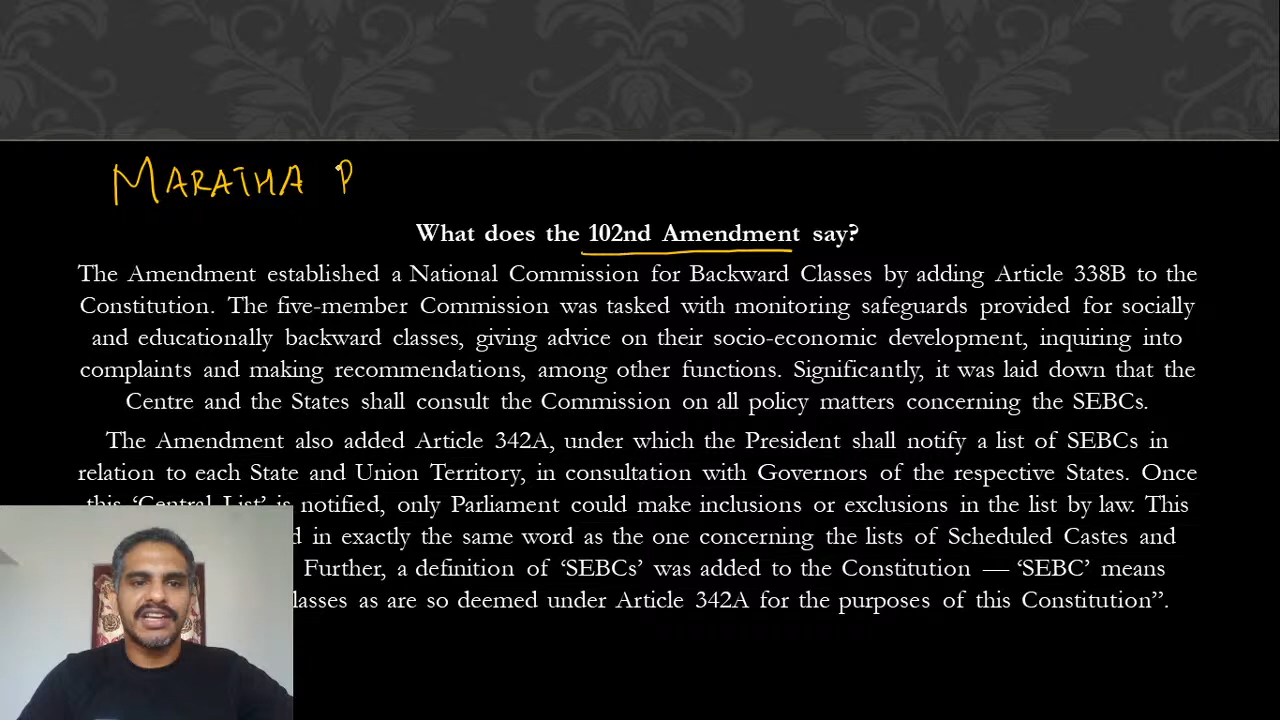 MARATHA P
What does the 102nd Amendment say?
The Amendment established a National Commission for Backward Classes by adding Article 338B to the
Constitution. The five-member Commission was tasked with monitoring safeguards provided for socially
and educationally backward classes, giving advice on their socio-economic development, inquiring into
complaints and making recommendations, among other functions. Significantly, it was laid down that the
Centre and the States shall consult the Commission on all policy matters concerning the SEBCs.
The Amendment also added Article 342A, under which the President shall notify a list of SEBCs in
relation to each State and Union Territory, in consultation with Governors of the respective States. Once
this ‘Central List’ is notified, only Parliament could make inclusions or exclusions in the list by law. This
in exactly the same word as the one concerning the lists of Scheduled Castes and
Further, a definition of ‘SEBCs’ was added to the Constitution — ‘SEBC’ means
as are so deemed under Article 342A for the purposes of this Constitution”.